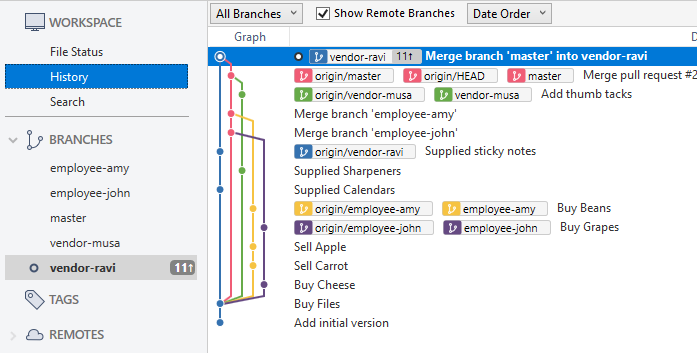 WORKSPACE
File Status
History
Search
BRANCHES
employee-amy
employee-john
master
vendor-musa
vendor-ravi 11↑
TAGS
REMOTES
All Branches Show Remote Branches Date Order
Graph D
vendor-ravi 11↑ Merge branch 'master' into vendor-ravi
origin/master origin/HEAD master Merge pull request #2
origin/vendor-musa vendor-musa Add thumb tacks
Merge branch 'employee-amy'
Merge branch 'employee-john'
origin/vendor-ravi Supplied sticky notes
Supplied Sharpeners
Supplied Calendars
origin/employee-amy employee-amy Buy Beans
origin/employee-john employee-john Buy Grapes
Sell Apple
Sell Carrot
Buy Cheese
Buy Files
Add initial version